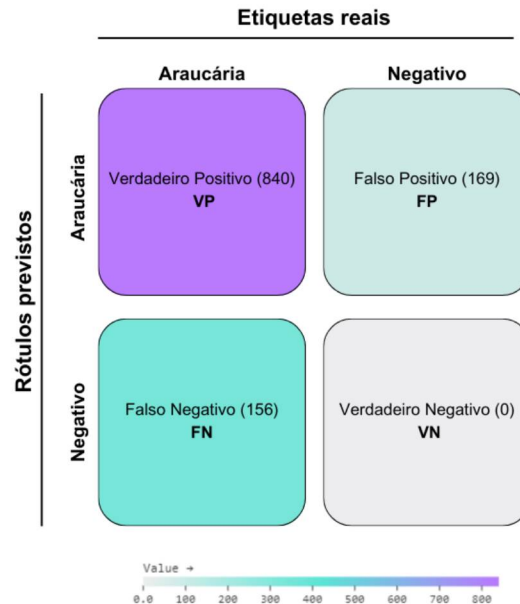 Etiquetas reais
Araucária
Negativo
Rótulos previstos
Araucária
Verdadeiro Positivo (840)
VP
Falso Positivo (169)
FP
Negativo
Falso Negativo (156)
FN
Verdadeiro Negativo (0)
VN
Value →
0.0 100 200 300 400 500 600 700 800